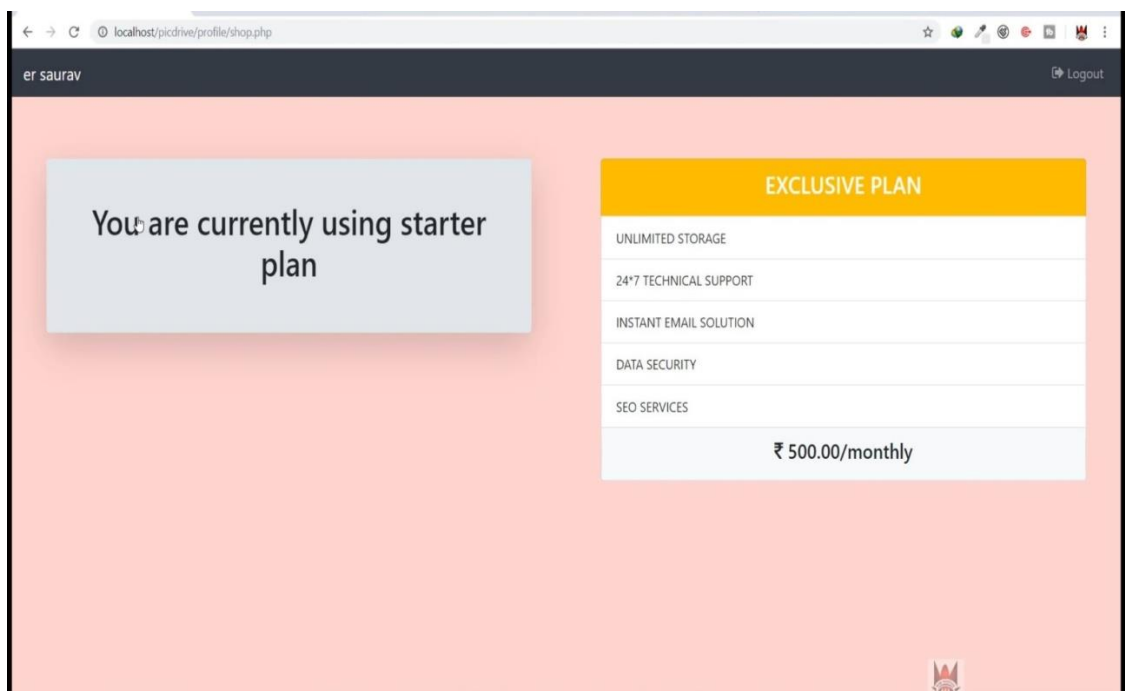 localhost/picdrive/profile/shop.php
er saurav
Logout
You are currently using starter
plan
EXCLUSIVE PLAN
UNLIMITED STORAGE
24*7 TECHNICAL SUPPORT
INSTANT EMAIL SOLUTION
DATA SECURITY
SEO SERVICES
₹ 500.00/monthly